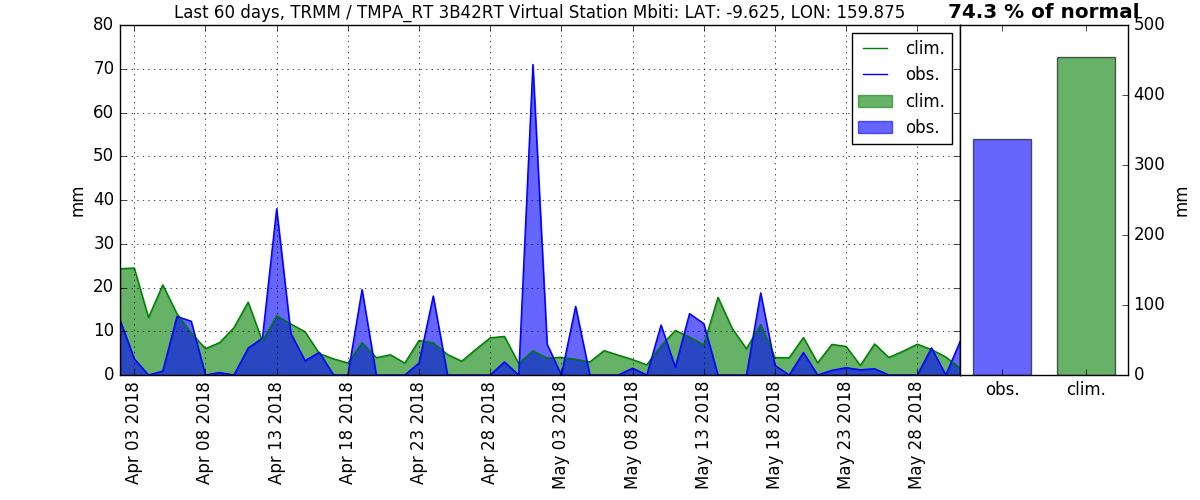 Last 60 days, TRMM / TMPA_RT 3B42RT Virtual Station Mbiti: LAT: -9.625, LON: 159.875
74.3 % of normal
80
70
60
50
40
30
20
10
0
mm
clim.
obs.
clim.
obs.
500
400
300
200
100
0
mm
obs.
clim.
Apr 03 2018
Apr 08 2018
Apr 13 2018
Apr 18 2018
Apr 23 2018
Apr 28 2018
May 03 2018
May 08 2018
May 13 2018
May 18 2018
May 23 2018
May 28 2018